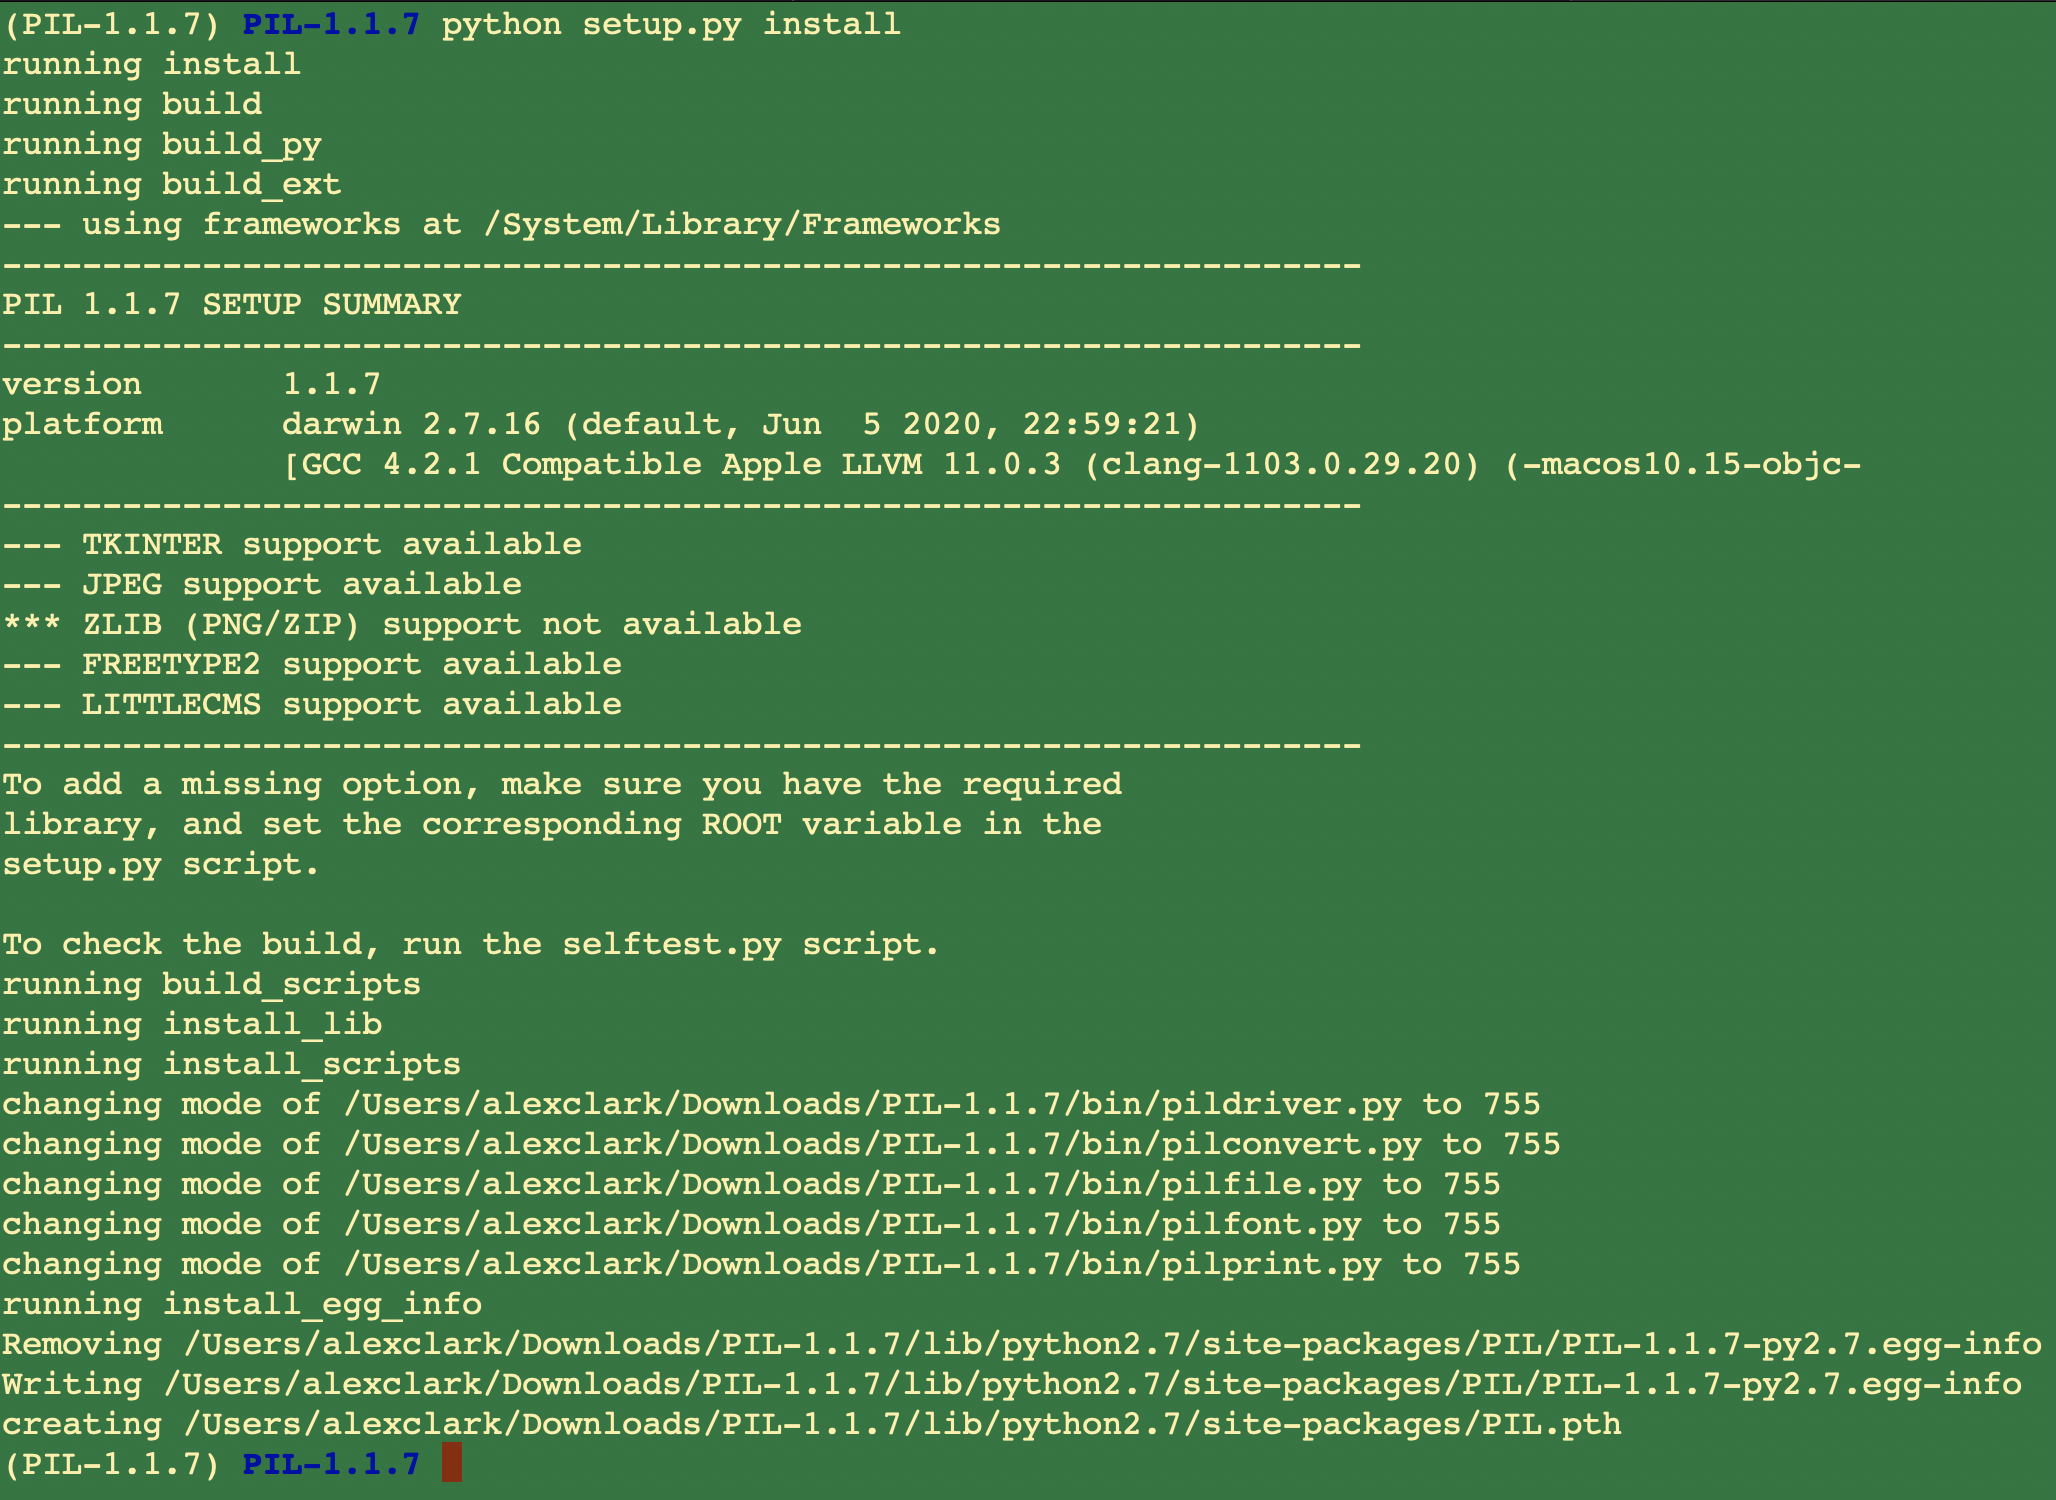 (PIL-1.1.7) PIL-1.1.7 python setup.py install
running install
running build
running build_py
running build_ext
--- using frameworks at /System/Library/Frameworks
--------------------------------------------------------------------
PIL 1.1.7 SETUP SUMMARY
--------------------------------------------------------------------
version       1.1.7
platform      darwin 2.7.16 (default, Jun  5 2020, 22:59:21)
              [GCC 4.2.1 Compatible Apple LLVM 11.0.3 (clang-1103.0.29.20) (-macos10.15-objc-
--------------------------------------------------------------------
--- TKINTER support available
--- JPEG support available
*** ZLIB (PNG/ZIP) support not available
--- FREETYPE2 support available
--- LITTLECMS support available
--------------------------------------------------------------------
To add a missing option, make sure you have the required
library, and set the corresponding ROOT variable in the
setup.py script.

To check the build, run the selftest.py script.
running build_scripts
running install_lib
running install_scripts
changing mode of /Users/alexclark/Downloads/PIL-1.1.7/bin/pildriver.py to 755
changing mode of /Users/alexclark/Downloads/PIL-1.1.7/bin/pilconvert.py to 755
changing mode of /Users/alexclark/Downloads/PIL-1.1.7/bin/pilfile.py to 755
changing mode of /Users/alexclark/Downloads/PIL-1.1.7/bin/pilfont.py to 755
changing mode of /Users/alexclark/Downloads/PIL-1.1.7/bin/pilprint.py to 755
running install_egg_info
Removing /Users/alexclark/Downloads/PIL-1.1.7/lib/python2.7/site-packages/PIL/PIL-1.1.7-py2.7.egg-info
Writing /Users/alexclark/Downloads/PIL-1.1.7/lib/python2.7/site-packages/PIL/PIL-1.1.7-py2.7.egg-info
creating /Users/alexclark/Downloads/PIL-1.1.7/lib/python2.7/site-packages/PIL.pth
(PIL-1.1.7) PIL-1.1.7